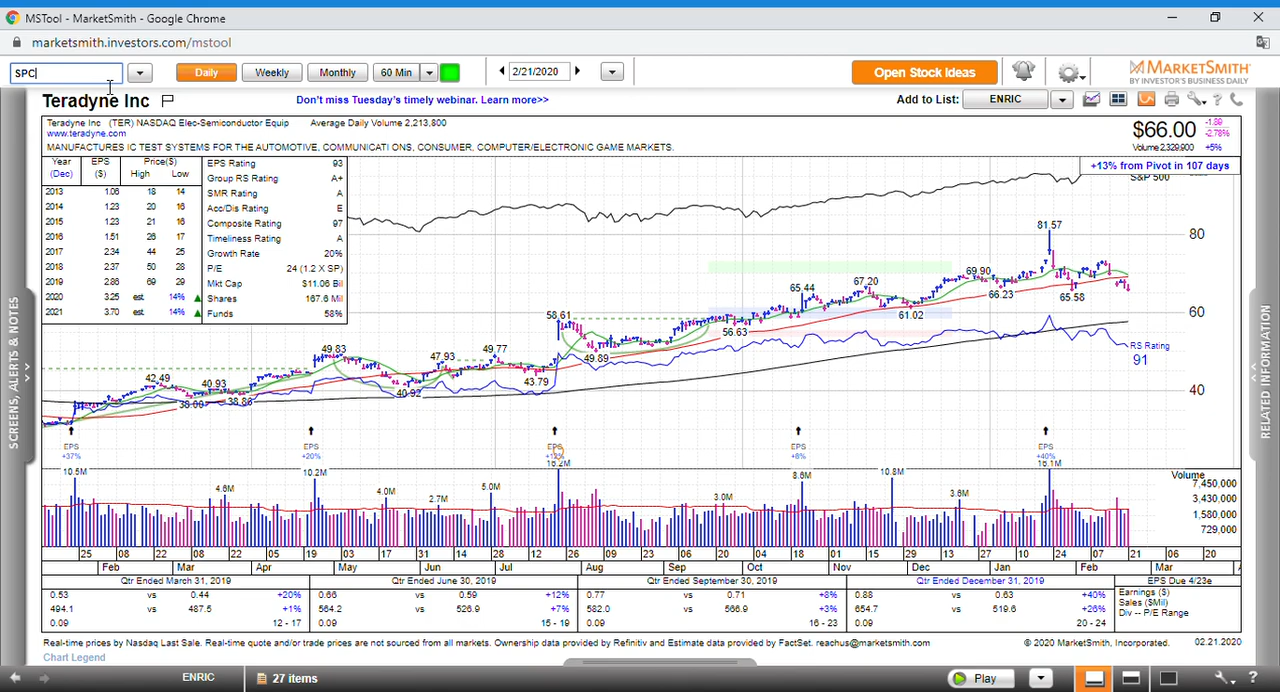 MSTool - MarketSmith - Google Chrome
marketsmith.investors.com/mstool
SPC Daily Weekly Monthly 60 Min 2/21/2020 Open Stock Ideas MARKETSMITH
BY INVESTOR'S BUSINESS DAILY
Teradyne Inc Don't miss Tuesday's timely webinar. Learn more>> Add to List: ENRIC
Teradyne Inc (TER) NASDAQ Elec-Semiconductor Equip Average Daily Volume 2,213,800
www.teradyne.com
MANUFACTURES IC TEST SYSTEMS FOR THE AUTOMOTIVE, COMMUNICATIONS, CONSUMER, COMPUTER/ELECTRONIC GAME MARKETS.
$66.00 -1.89 -2.78%
Volume 2,329,900 +5%
+13% from Pivot in 107 days
S&P 500
Year (Dec) EPS ($) Price($) High Low
2013 1.06 18 14
2014 1.23 20 16
2015 1.23 21 16
2016 1.51 26 17
2017 2.34 44 25
2018 2.37 50 28
2019 2.86 69 29
2020 3.25 est 14%
2021 3.70 est 14%
EPS Rating 93
Group RS Rating A+
SMR Rating A
Acc/Dis Rating E
Composite Rating 97
Timeliness Rating A
Growth Rate 20%
P/E 24 (1.2 X SP)
Mkt Cap $11.06 Bil
Shares 167.6 Mil
Funds 58%
81.57
80
69.90
67.20
65.44
66.23
65.58
61.02
60
58.61
56.63
49.83
47.93
49.77
49.89
43.79
42.49
40.93
40.92
38.00
38.86
40
RS Rating
91
EPS +37%
EPS +20%
EPS
EPS +8%
EPS +40%
10.5M 4.6M 10.2M 4.0M 2.7M 5.0M 16.2M 3.0M 8.6M 10.8M 3.6M 16.1M
Volume
7,450,000
3,430,000
1,580,000
729,000
25 08 22 08 22 05 19 03 17 31 14 28 12 26 09 23 06 20 04 18 01 15 29 13 27 10 24 07 21 06 20
Feb Mar Apr May Jun Jul Aug Sep Oct Nov Dec Jan Feb Mar
Qtr Ended March 31, 2019 Qtr Ended June 30, 2019 Qtr Ended September 30, 2019 Qtr Ended December 31, 2019 EPS Due 4/23e
0.53 vs 0.44 +20% 0.66 vs 0.59 +12% 0.77 vs 0.71 +8% 0.88 vs 0.63 +40% Earnings ($)
494.1 vs 487.5 +1% 564.2 vs 526.9 +7% 582.0 vs 566.9 +3% 654.7 vs 519.6 +26% Sales ($Mil)
0.09 12 - 17 0.09 15 - 19 0.09 16 - 23 0.09 20 - 24 Div -- P/E Range
Real-time prices by Nasdaq Last Sale. Real-time quote and/or trade prices are not sourced from all markets. Ownership data provided by Refinitiv and Estimate data provided by FactSet. reachus@marketsmith.com © 2020 MarketSmith, Incorporated. 02.21.2020
Chart Legend
SCREENS, ALERTS & NOTES
RELATED INFORMATION
ENRIC 27 items Play